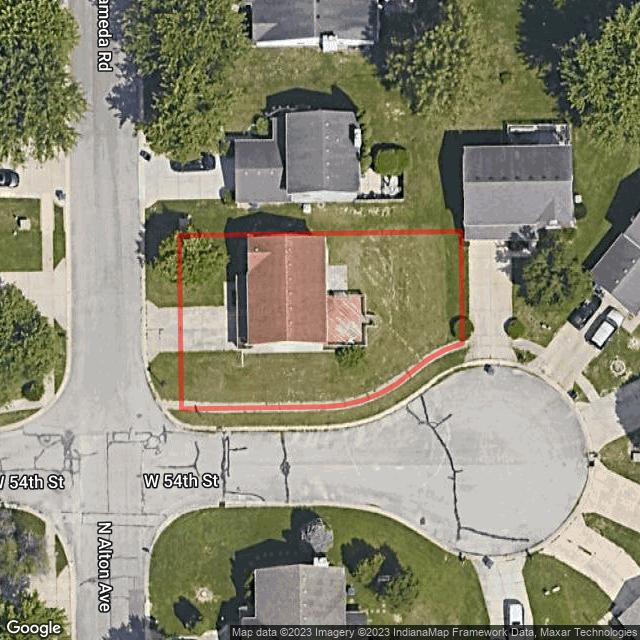 ameda Rd
W 54th St
W 54th St
N Alton Ave
Google
Map data ©2023 Imagery ©2023 IndianaMap Framework Data, Maxar Technologies